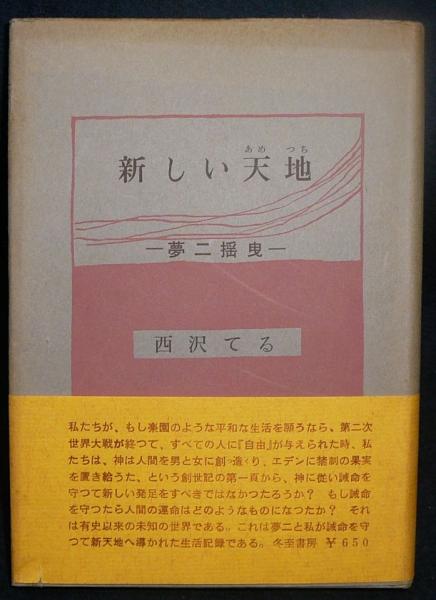 あめ つち
新しい天地
―夢二揺曳―
西沢てる
私たちが、もし楽園のような平和な生活を願うなら、第二次
世界大戦が終つて、すべての人に『自由』が与えられた時、私
たちは、神は人間を男と女に創っ造くり、エデンに禁制の果実
を置き給うた、という創世記の第一頁から、神に従い誡命を
守つて新しい発足をすべきではなかつたろうか？ もし誡命
を守つたら人間の運命はどのようなものになつたか？ それ
は有史以来の未知の世界である。これは夢二と私が誡命を守
つて新天地へ導かれた生活記録である。冬至書房 ￥650